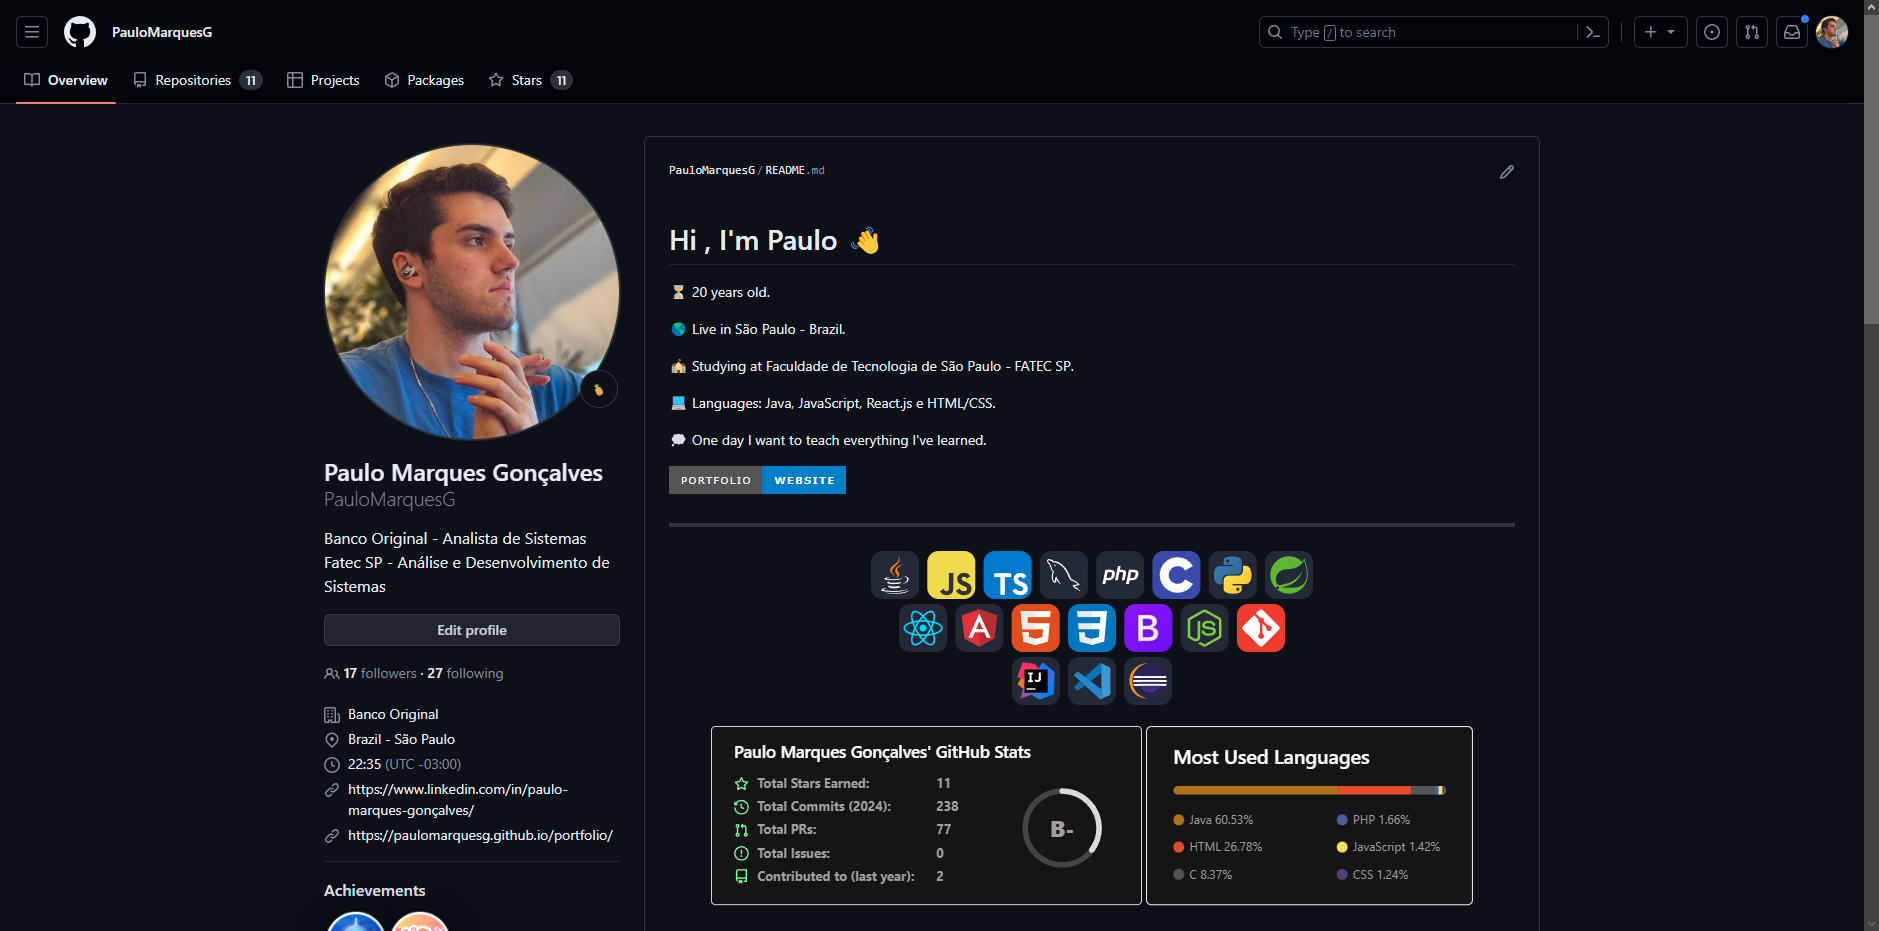 PauloMarquesG
Type / to search
Overview
Repositories 11
Projects
Packages
Stars 11
PauloMarquesG/README.md
Hi , I'm Paulo 👋
⏳ 20 years old.
🌎 Live in São Paulo - Brazil.
🏫 Studying at Faculdade de Tecnologia de São Paulo - FATEC SP.
💻 Languages: Java, JavaScript, React.js e HTML/CSS.
💭 One day I want to teach everything I've learned.
PORTFOLIO WEBSITE
Paulo Marques Gonçalves
PauloMarquesG
Banco Original - Analista de Sistemas
Fatec SP - Análise e Desenvolvimento de
Sistemas
Edit profile
17 followers · 27 following
Banco Original
Brazil - São Paulo
22:35 (UTC -03:00)
https://www.linkedin.com/in/paulo-
marques-gonçalves/
https://paulomarquesg.github.io/portfolio/
Achievements
JS TS php C
A 5 3 B JS
IJ
Paulo Marques Gonçalves' GitHub Stats
Total Stars Earned: 11
Total Commits (2024): 238
Total PRs: 77
Total Issues: 0
Contributed to (last year): 2
B-
Most Used Languages
Java 60.53%
HTML 26.78%
C 8.37%
PHP 1.66%
JavaScript 1.42%
CSS 1.24%